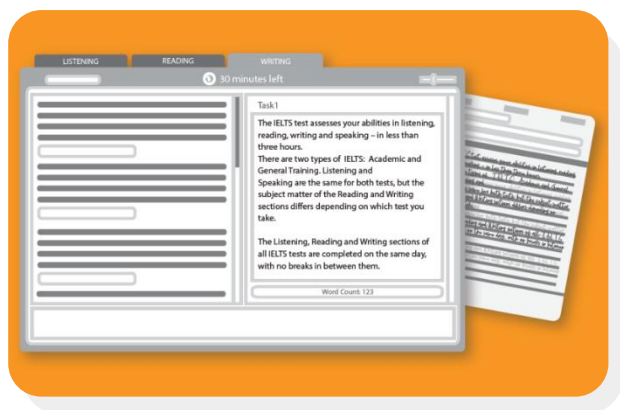 LISTENING
READING
WRITING
30 minutes left
Task1
The IELTS test assesses your abilities in listening,
reading, writing and speaking – in less than
three hours.
There are two types of IELTS: Academic and
General Training. Listening and
Speaking are the same for both tests, but the
subject matter of the Reading and Writing
sections differs depending on which test you
take.
The Listening, Reading and Writing sections of
all IELTS tests are completed on the same day,
with no breaks in between them.
Word Count: 123